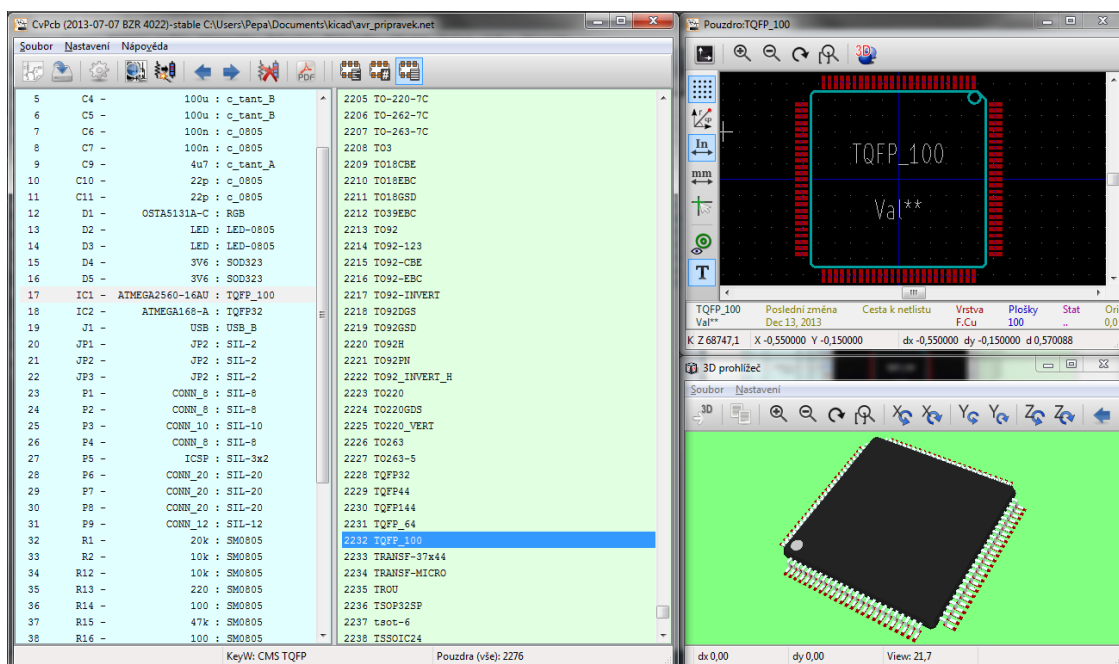 CvPcb (2013-07-07 BZR 4022)-stable C:\Users\Pepa\Documents\kicad\avr_pripravek.net
Soubor Nastavení Nápověda
PDF
5 C4 - 100u : c_tant_B
6 C5 - 100u : c_tant_B
7 C6 - 100n : c_0805
8 C7 - 100n : c_0805
9 C9 - 4u7 : c_tant_A
10 C10 - 22p : c_0805
11 C11 - 22p : c_0805
12 D1 - OSTA5131A-C : RGB
13 D2 - LED : LED-0805
14 D3 - LED : LED-0805
15 D4 - 3V6 : SOD323
16 D5 - 3V6 : SOD323
17 IC1 - ATMEGA2560-16AU : TQFP_100
18 IC2 - ATMEGA168-A : TQFP32
19 J1 - USB : USB_B
20 JP1 - JP2 : SIL-2
21 JP2 - JP2 : SIL-2
22 JP3 - JP2 : SIL-2
23 P1 - CONN_8 : SIL-8
24 P2 - CONN_8 : SIL-8
25 P3 - CONN_10 : SIL-10
26 P4 - CONN_8 : SIL-8
27 P5 - ICSP : SIL-3x2
28 P6 - CONN_20 : SIL-20
29 P7 - CONN_20 : SIL-20
30 P8 - CONN_20 : SIL-20
31 P9 - CONN_12 : SIL-12
32 R1 - 20k : SM0805
33 R2 - 10k : SM0805
34 R12 - 10k : SM0805
35 R13 - 220 : SM0805
36 R14 - 100 : SM0805
37 R15 - 47k : SM0805
38 R16 - 100 : SM0805
2205 TO-220-7C
2206 TO-262-7C
2207 TO-263-7C
2208 TO3
2209 TO18CBE
2210 TO18EBC
2211 TO18GSD
2212 TO39EBC
2213 TO92
2214 TO92-123
2215 TO92-CBE
2216 TO92-EBC
2217 TO92-INVERT
2218 TO92DGS
2219 TO92GSD
2220 TO92H
2221 TO92PN
2222 TO92_INVERT_H
2223 TO220
2224 TO220GDS
2225 TO220_VERT
2226 TO263
2227 TO263-5
2228 TQFP32
2229 TQFP44
2230 TQFP144
2231 TQFP_64
2232 TQFP_100
2233 TRANSF-37x44
2234 TRANSF-MICRO
2235 TROU
2236 TSOP32SP
2237 tsot-6
2238 TSSOIC24
KeyW: CMS TQFP Pouzdra (vše): 2276
Pouzdro:TQFP_100
3D
In
mm
T
TQFP_100
Val**
TQFP_100 Poslední změna Cesta k netlistu Vrstva Plošky Stat Ori
Val** Dec 13, 2013 F.Cu 100 .. 0,0
K Z 68747,1 X -0,550000 Y -0,150000 dx -0,550000 dy -0,150000 d 0,570088
3D prohlížeč
Soubor Nastavení
3D X X Y Y Z Z
dx 0,00 dy 0,00 View: 21,7